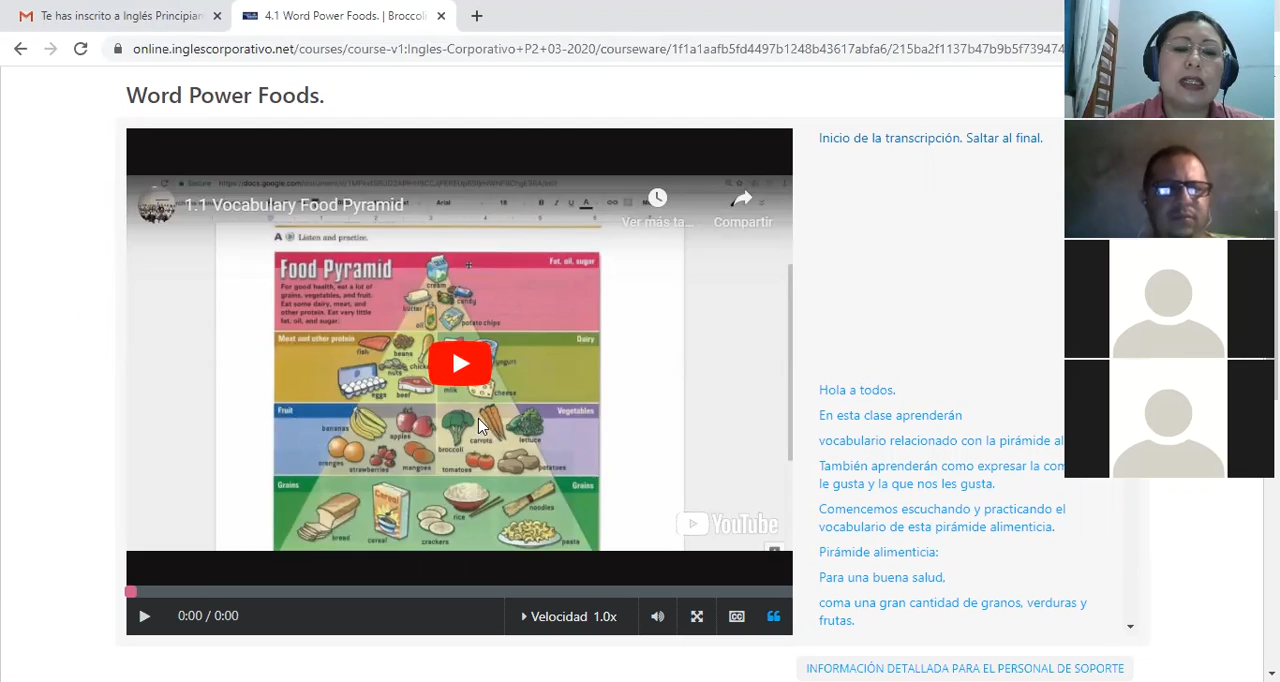 Te has inscrito a Inglés Principian
4.1 Word Power Foods. | Broccoli
online.inglescorporativo.net/courses/course-v1:Ingles-Corporativo+P2+03-2020/courseware/1f1a1aafb5fd4497b1248b43617abfa6/215ba2f1137b47b9b5f739474
Word Power Foods.
Inicio de la transcripción. Saltar al final.
1.1 Vocabulary Food Pyramid
Ver más ta...
Compartir
Arial
18
A Listen and practice.
Food Pyramid
Fat, oil, sugar
For good health, eat a lot of
grains, vegetables, and fruit.
Eat some dairy, meat, and
other protein. Eat very little
fat, oil, and sugar.
cream
butter
candy
oil
potato chips
Meat and other protein
Dairy
fish
beans
nuts
yogurt
eggs
beef
milk
cheese
Fruit
Vegetables
bananas
apples
broccoli
carrots
lettuce
oranges
strawberries
mangoes
tomatoes
potatoes
Grains
Grains
Cereal
bread
cereal
crackers
rice
noodles
pasta
YouTube
0:00 / 0:00
Velocidad 1.0x
Hola a todos.
En esta clase aprenderán
vocabulario relacionado con la pirámide al
También aprenderán como expresar la com
le gusta y la que nos les gusta.
Comencemos escuchando y practicando el
vocabulario de esta pirámide alimenticia.
Pirámide alimenticia:
Para una buena salud,
coma una gran cantidad de granos, verduras y
frutas.
INFORMACIÓN DETALLADA PARA EL PERSONAL DE SOPORTE